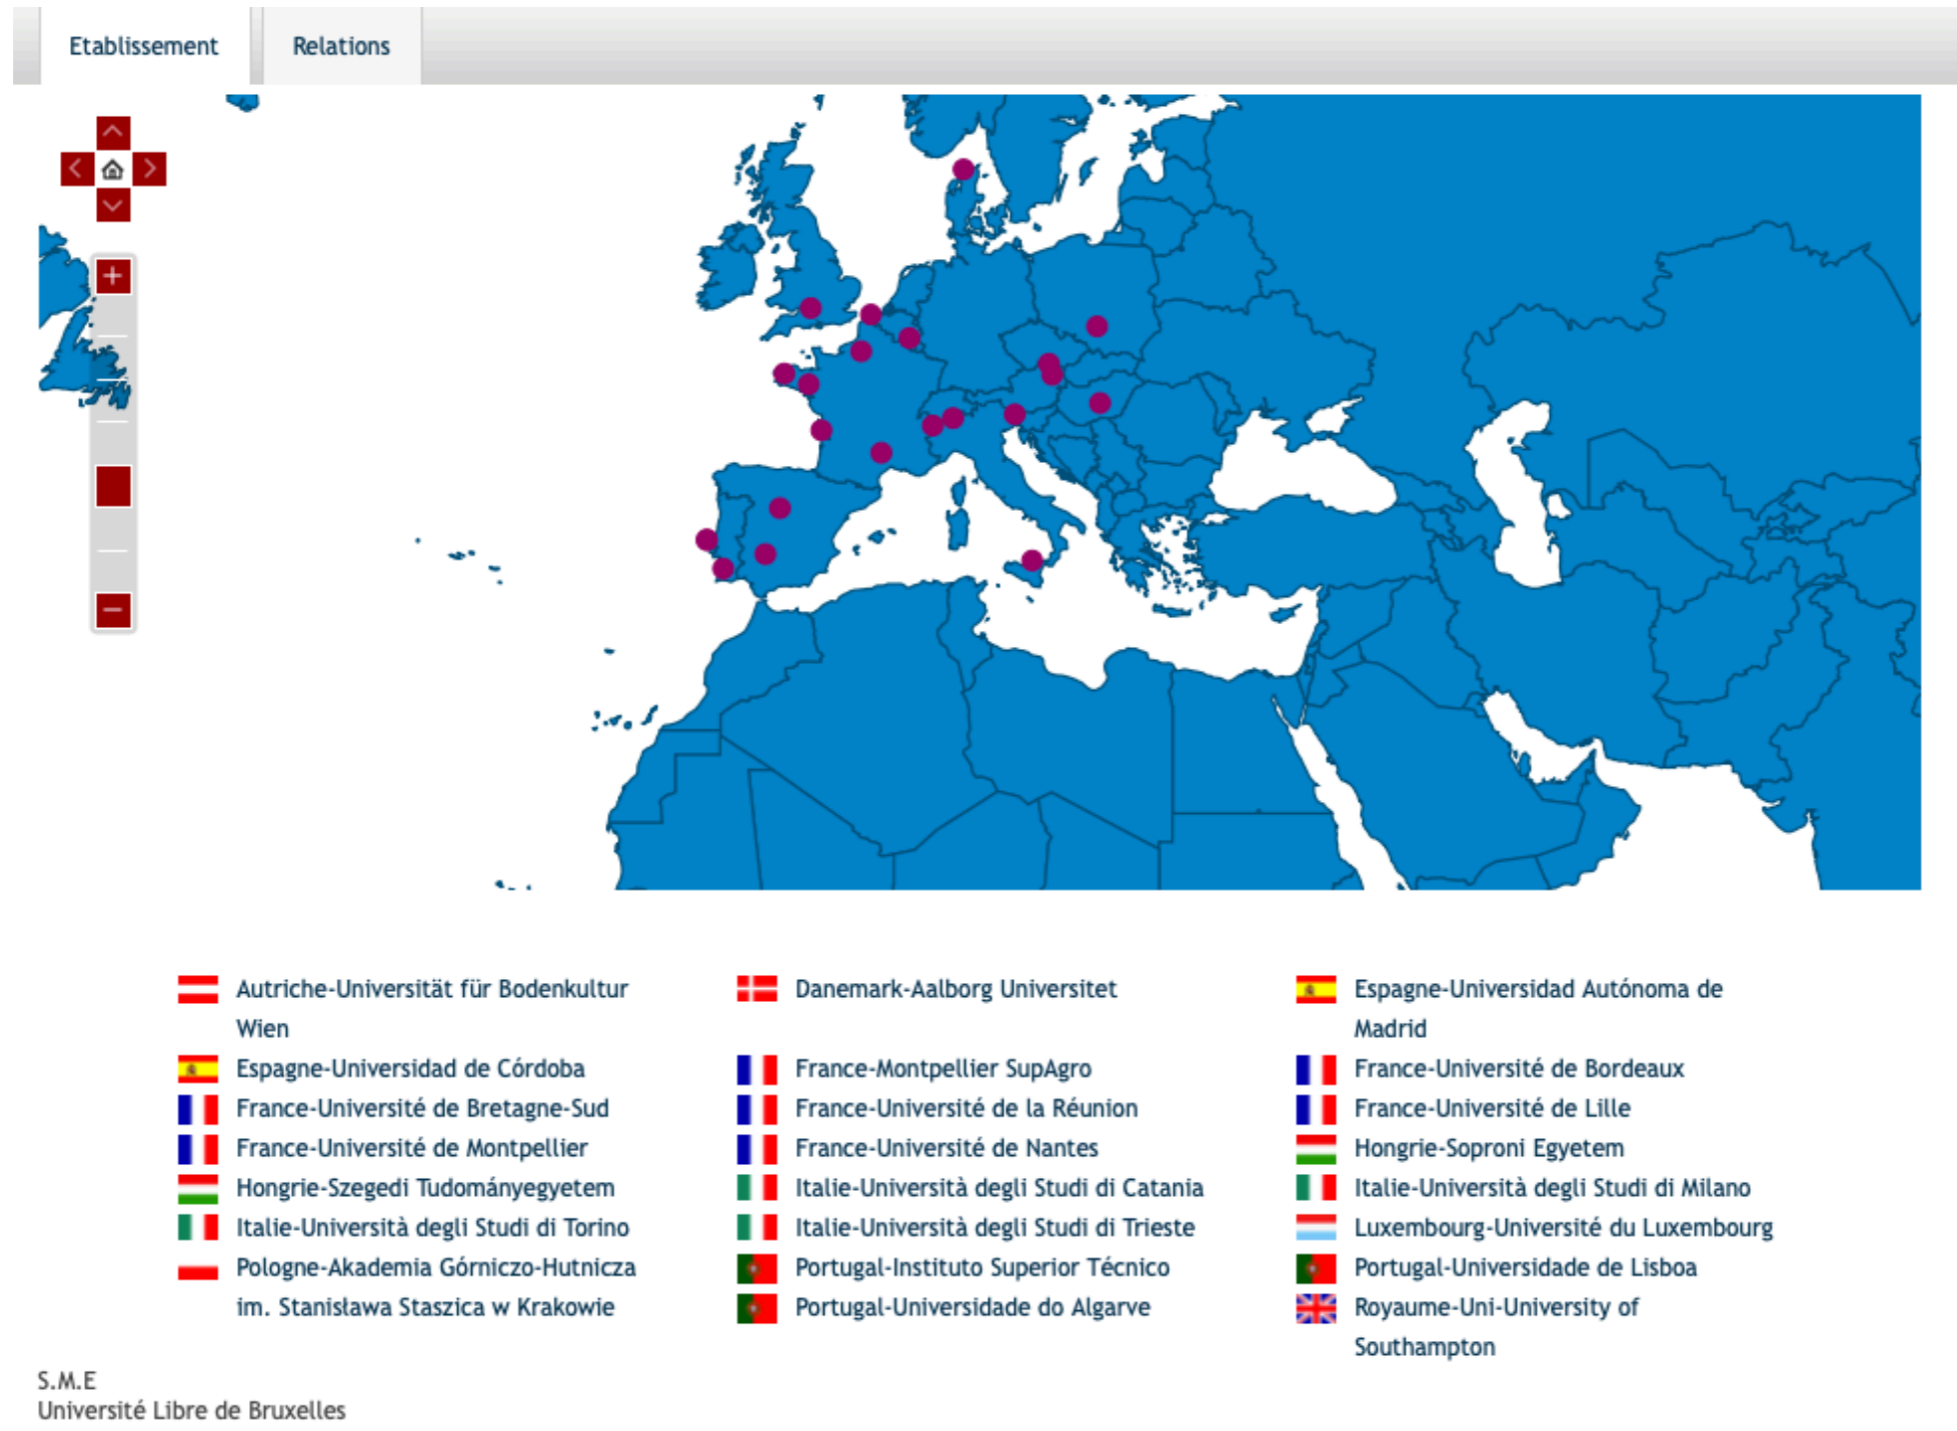 Etablissement
Relations
Autriche-Universität für Bodenkultur
Wien
Danemark-Aalborg Universitet
Espagne-Universidad Autónoma de
Madrid
Espagne-Universidad de Córdoba
France-Montpellier SupAgro
France-Université de Bordeaux
France-Université de Bretagne-Sud
France-Université de la Réunion
France-Université de Lille
France-Université de Montpellier
France-Université de Nantes
Hongrie-Soproni Egyetem
Hongrie-Szegedi Tudományegyetem
Italie-Università degli Studi di Catania
Italie-Università degli Studi di Milano
Italie-Università degli Studi di Torino
Italie-Università degli Studi di Trieste
Luxembourg-Université du Luxembourg
Pologne-Akademia Górniczo-Hutnicza
im. Stanisława Staszica w Krakowie
Portugal-Instituto Superior Técnico
Portugal-Universidade de Lisboa
Portugal-Universidade do Algarve
Royaume-Uni-University of
Southampton
S.M.E
Université Libre de Bruxelles